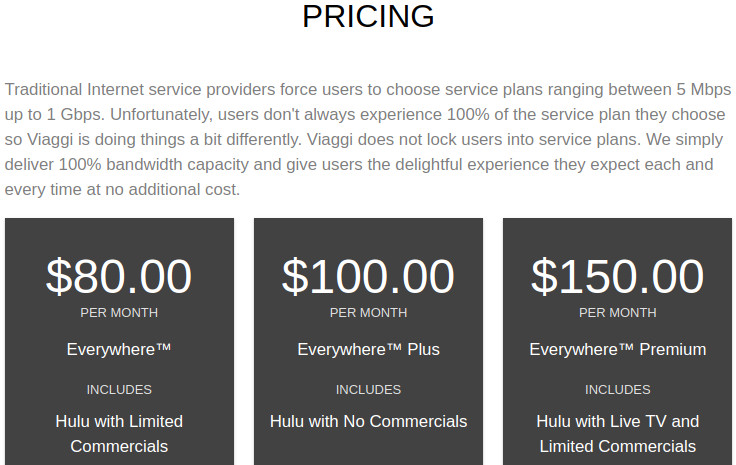 PRICING
Traditional Internet service providers force users to choose service plans ranging between 5 Mbps
up to 1 Gbps. Unfortunately, users don't always experience 100% of the service plan they choose
so Viaggi is doing things a bit differently. Viaggi does not lock users into service plans. We simply
deliver 100% bandwidth capacity and give users the delightful experience they expect each and
every time at no additional cost.
$80.00
PER MONTH
Everywhere™
INCLUDES
Hulu with Limited
Commercials
$100.00
PER MONTH
Everywhere™ Plus
INCLUDES
Hulu with No Commercials
$150.00
PER MONTH
Everywhere™ Premium
INCLUDES
Hulu with Live TV and
Limited Commercials